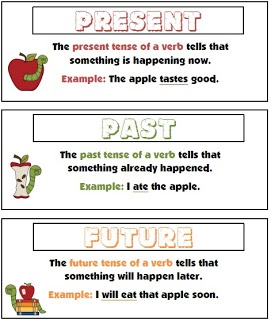 PRESENT
The present tense of a verb tells that
something is happening now.
Example: The apple tastes good.
PAST
The past tense of a verb tells that
something already happened.
Example: I ate the apple.
FUTURE
The future tense of a verb tells that
something will happen later.
Example: I will eat that apple soon.